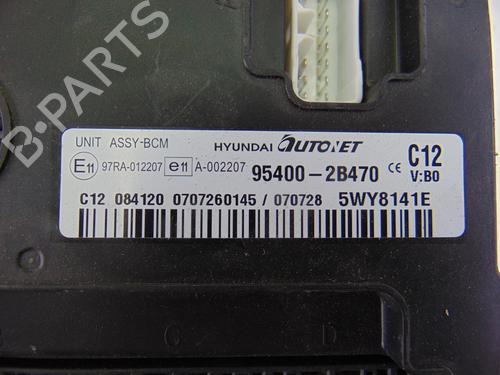 B-PARTS
UNIT ASSY-BCM
HYUNDAI AUTONET
C12
V:B0
E11 97RA-012207 e11 A-002207
95400-2B470 CE
C12 084120 0707260145 / 070728 5WY8141E
C D